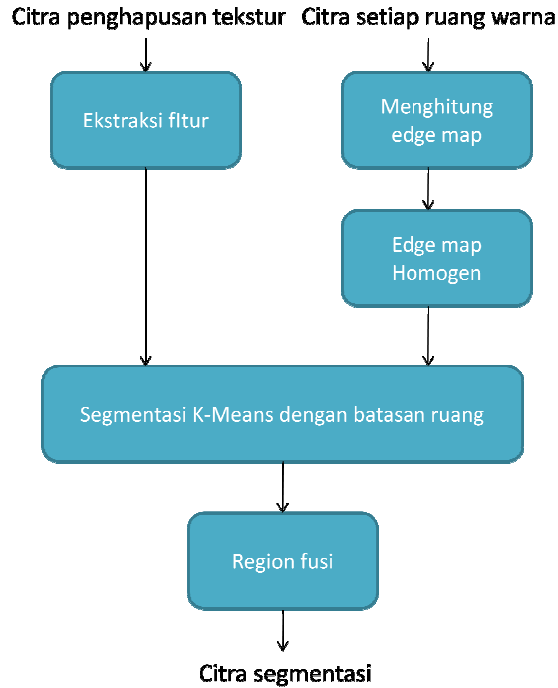 Citra penghapusan tekstur Citra setiap ruang warna
Ekstraksi fItur
Menghitung
edge map
Edge map
Homogen
Segmentasi K-Means dengan batasan ruang
Region fusi
Citra segmentasi